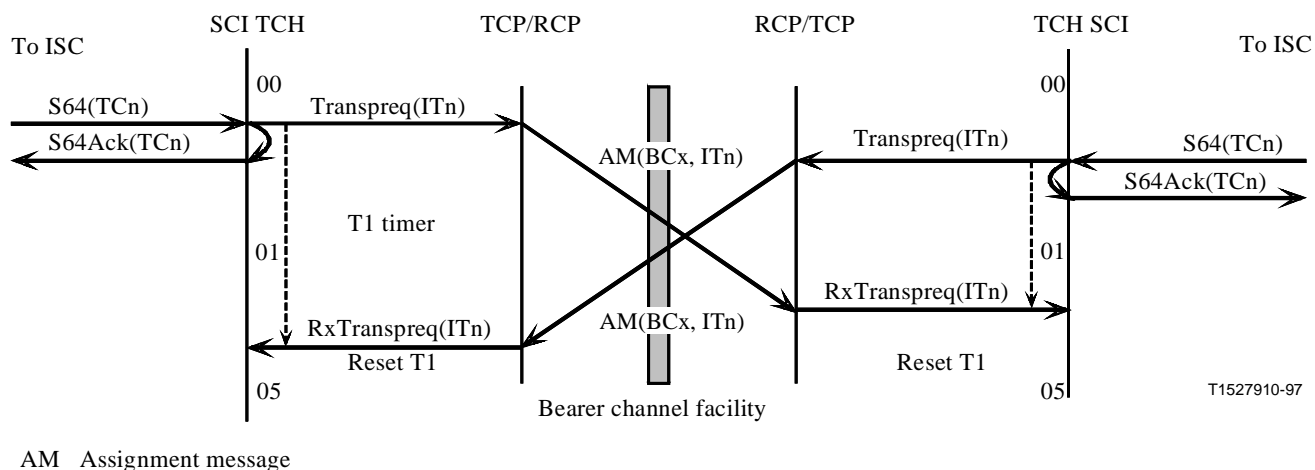 SCI TCH
TCP/RCP
RCP/TCP
TCH SCI
To ISC
To ISC
00
00
S64(TCn)
Transpreq(ITn)
S64Ack(TCn)
AM(BCx, ITn)
Transpreq(ITn)
S64(TCn)
S64Ack(TCn)
T1 timer
01
01
RxTranspreq(ITn)
AM(BCx, ITn)
RxTranspreq(ITn)
Reset T1
Reset T1
05
05
T1527910-97
Bearer channel facility
AM Assignment message